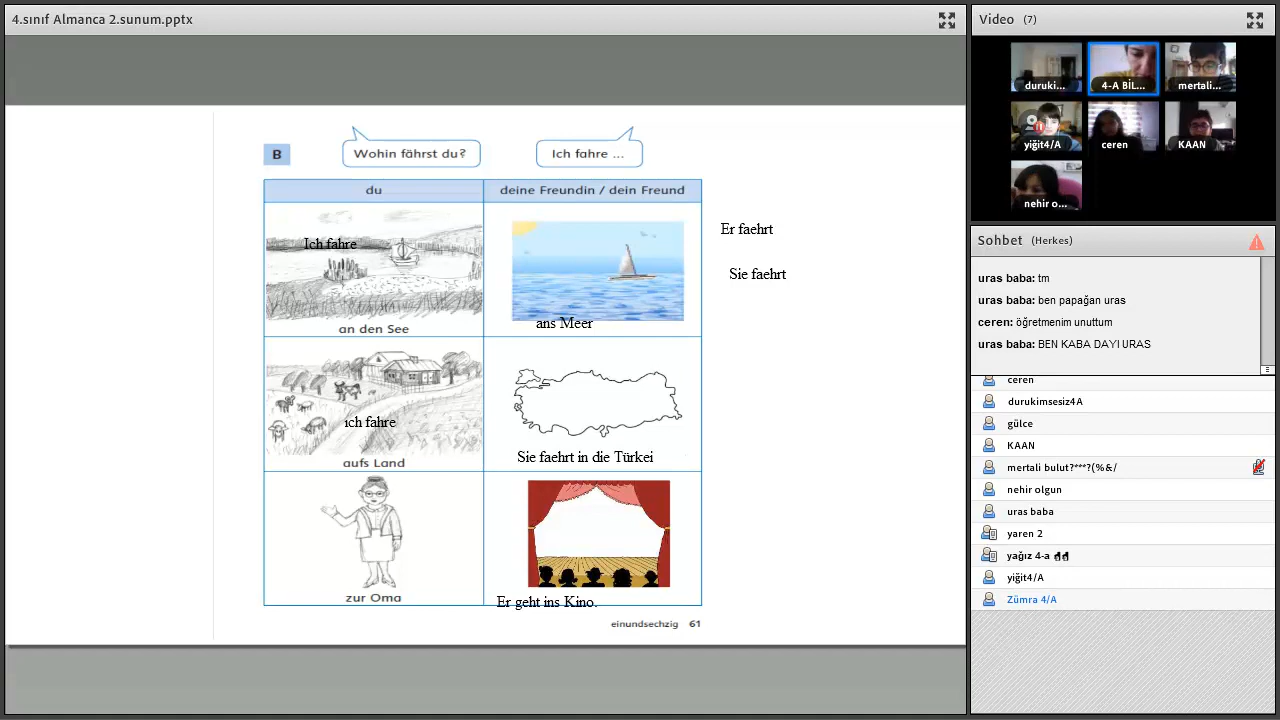 4.sınıf Almanca 2.sunum.pptx
B
Wohin fährst du?
Ich fahre ...
du
deine Freundin / dein Freund
Ich fahre
an den See
ans Meer
Er faehrt
Sie faehrt
ich fahre
aufs Land
Sie faehrt in die Türkei
zur Oma
Er geht ins Kino.
einundsechzig 61
Video (7)
duruki...
4-A BİL...
mertali...
yiğit4/A
ceren
KAAN
nehir o...
Sohbet (Herkes)
uras baba: tm
uras baba: ben papağan uras
ceren: öğretmenim unuttum
uras baba: BEN KABA DAYI URAS
ceren
durukimsesiz4A
gülce
KAAN
mertali bulut?***?(%&/
nehir olgun
uras baba
yaren 2
yağız 4-a
yiğit4/A
Zümra 4/A